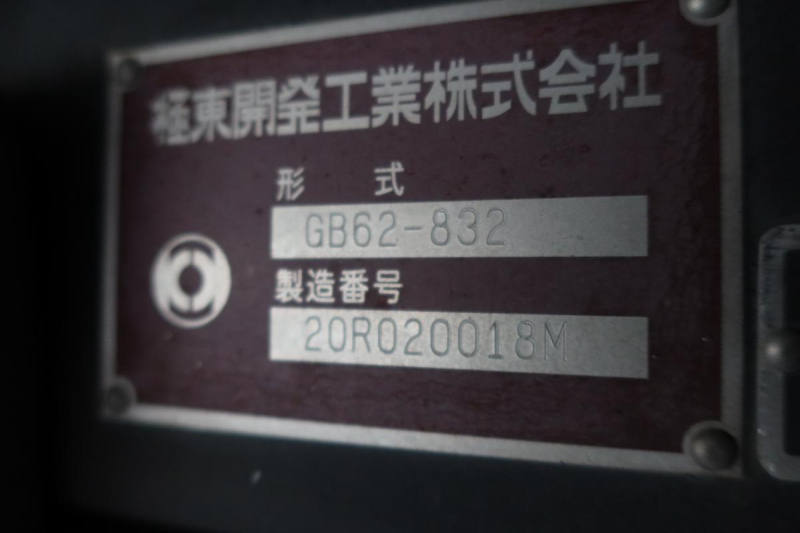 極東開発工業株式会社
形 式
GB62-832
製造番号
20R020018M